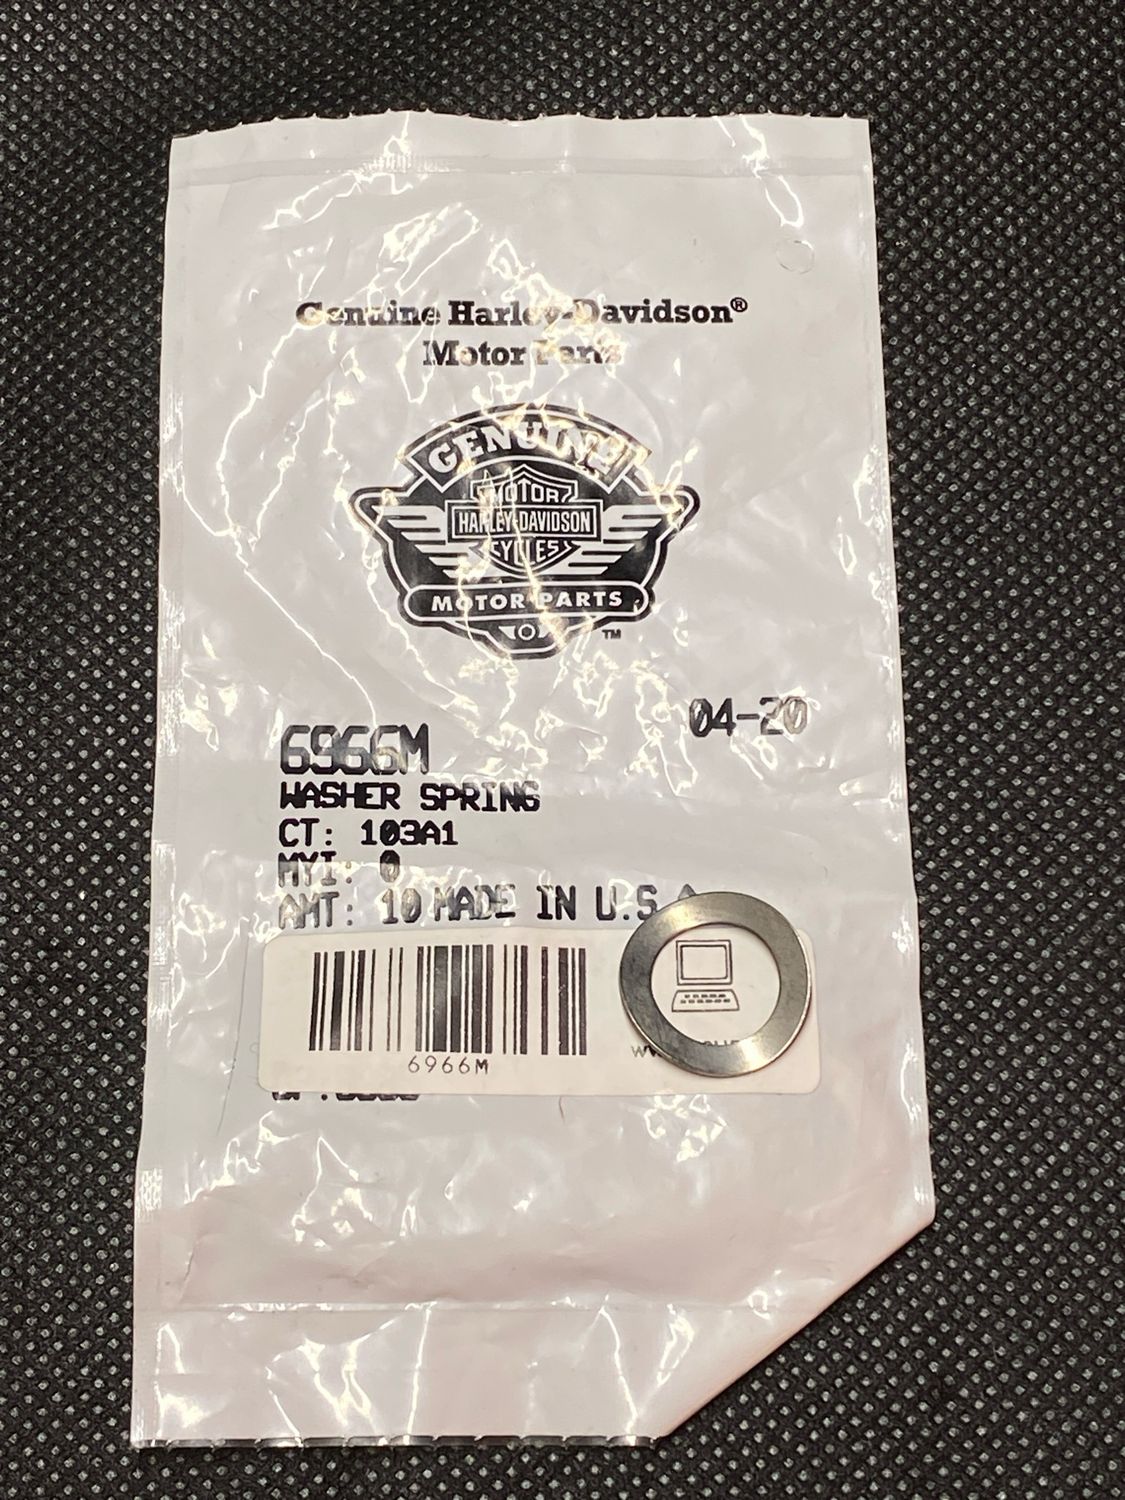 Genuine Harley-Davidson®
Motor Parts
GENUINE
MOTOR
HARLEY-DAVIDSON
CYCLES
MOTOR PARTS
TM
04-20
6966M
WASHER SPRING
CT: 103A1
MYI: 0
AMT: 10 MADE IN U.S.A
6966M